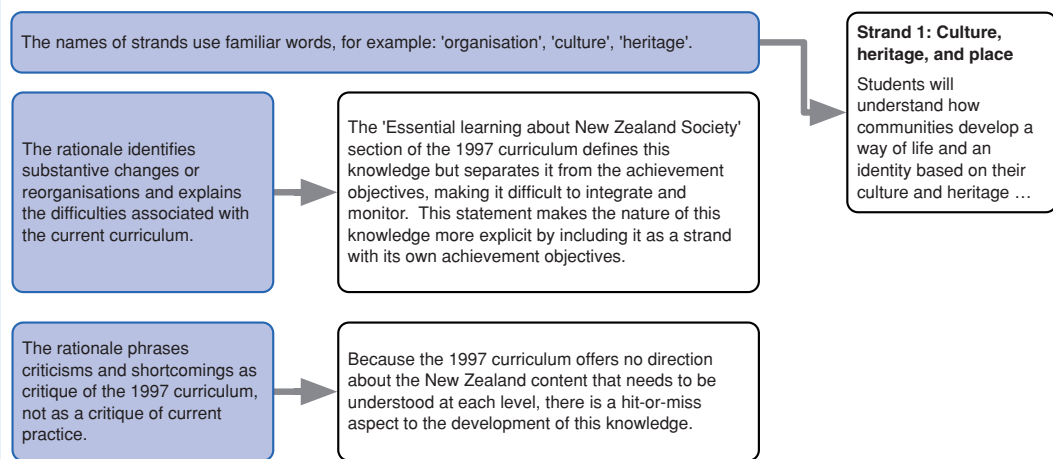 The names of strands use familiar words, for example: 'organisation', 'culture', 'heritage'.
Strand 1: Culture,
heritage, and place
Students will
understand how
communities develop a
way of life and an
identity based on their
culture and heritage …
The rationale identifies
substantive changes or
reorganisations and explains
the difficulties associated with
the current curriculum.
The 'Essential learning about New Zealand Society'
section of the 1997 curriculum defines this
knowledge but separates it from the achievement
objectives, making it difficult to integrate and
monitor.  This statement makes the nature of this
knowledge more explicit by including it as a strand
with its own achievement objectives.
The rationale phrases
criticisms and shortcomings as
critique of the 1997 curriculum,
not as a critique of current
practice.
Because the 1997 curriculum offers no direction
about the New Zealand content that needs to be
understood at each level, there is a hit-or-miss
aspect to the development of this knowledge.